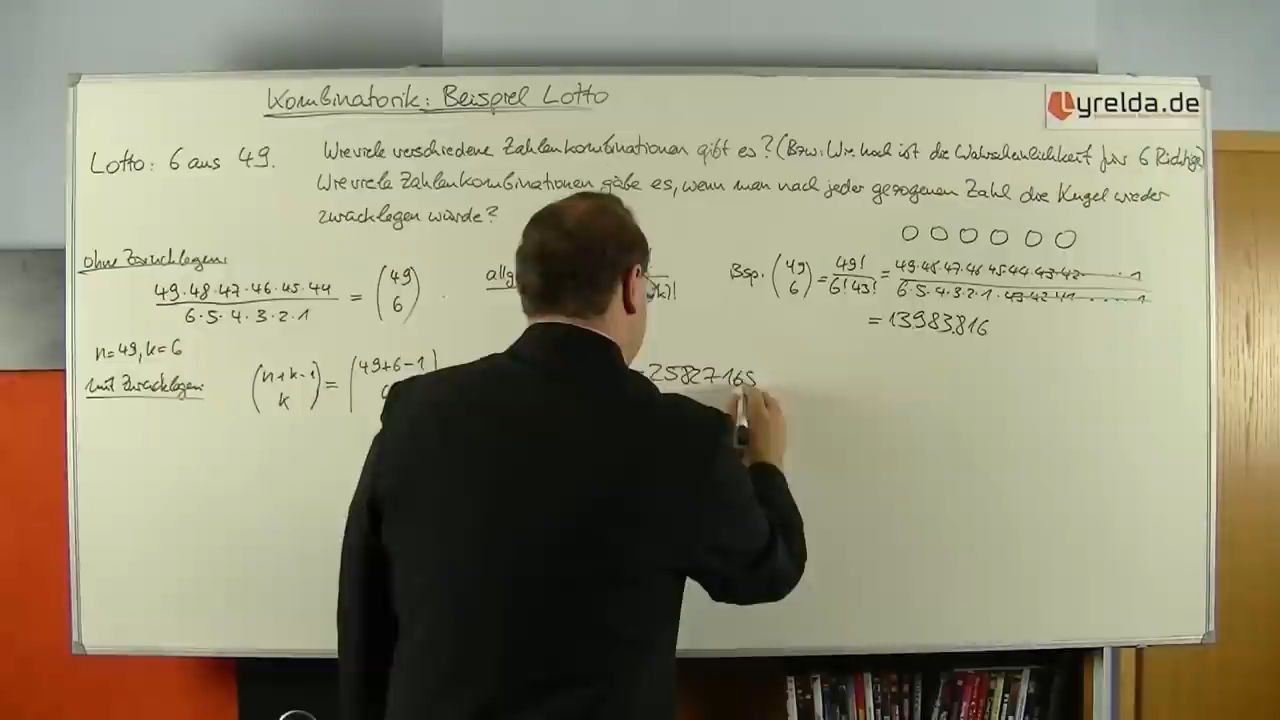 Kombinatorik: Beispiel Lotto
Lyrelda.de
Lotto: 6 aus 49.
Wieviele verschiedene Zahlenkombinationen gibt es? (Bzw. Wie hoch ist die Wahrscheinlichkeit für 6 Richtige
Wieviele Zahlenkombinationen gäbe es, wenn man nach jeder gezogenen Zahl die Kugel wieder
zurücklegen würde?
ohne Zurücklegen:
49·48·47·46·45·44 / 6·5·4·3·2·1 = (49 6).
allg
k)!
Bsp. (49 6) = 49! / 6! 43! = 49·48·47·46·45·44·43·42······1 / 6·5·4·3·2·1·43·42·41······1
= 13983816
n=49, k=6
mit Zurücklegen:
(n+k-1 k) = (49+6-1
=25827165